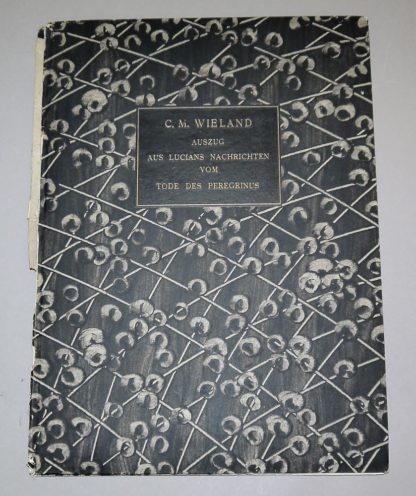 C. M. WIELAND
AUSZUG
AUS LUCIANS NACHRICHTEN
VOM
TODE DES PEREGRINUS